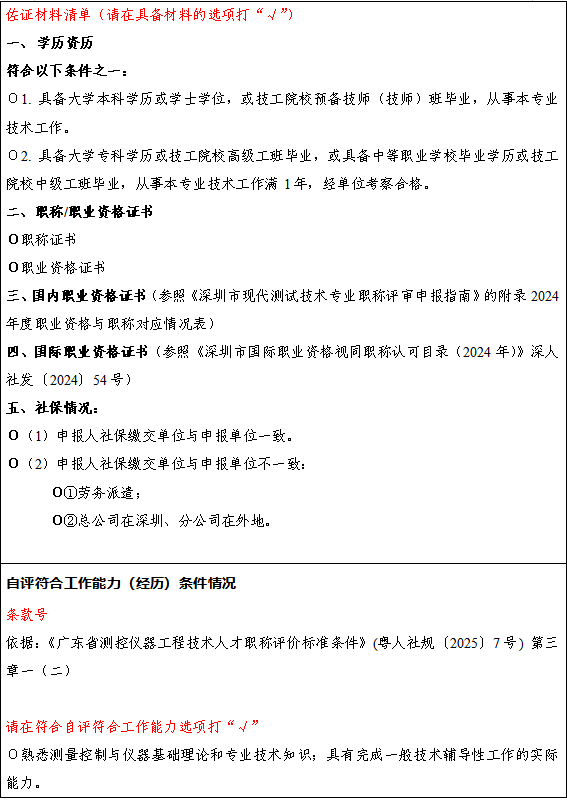 佐证材料清单（请在具备材料的选项打“√”）
一、 学历资历
符合以下条件之一：
O1. 具备大学本科学历或学士学位，或技工院校预备技师（技师）班毕业，从事本专业
技术工作。
O2. 具备大学专科学历或技工院校高级工班毕业，或具备中等职业学校毕业学历或技工
院校中级工班毕业，从事本专业技术工作满 1年，经单位考察合格。
二、职称/职业资格证书
O职称证书
O职业资格证书
三、国内职业资格证书（参照《深圳市现代测试技术专业职称评审申报指南》的附录 2024
年度职业资格与职称对应情况表）
四、国际职业资格证书（参照《深圳市国际职业资格视同职称认可目录（2024 年）》深人
社发〔2024〕54 号）
五、社保情况：
O（1）申报人社保缴交单位与申报单位一致。
O（2）申报人社保缴交单位与申报单位不一致：
O①劳务派遣；
O②总公司在深圳、分公司在外地。
自评符合工作能力（经历）条件情况
条款号
依据：《广东省测控仪器工程技术人才职称评价标准条件》(粤人社规〔2025〕7 号) 第三
章一（二）
请在符合自评符合工作能力选项打“√”
O熟悉测量控制与仪器基础理论和专业技术知识；具有完成一般技术辅导性工作的实际
能力。